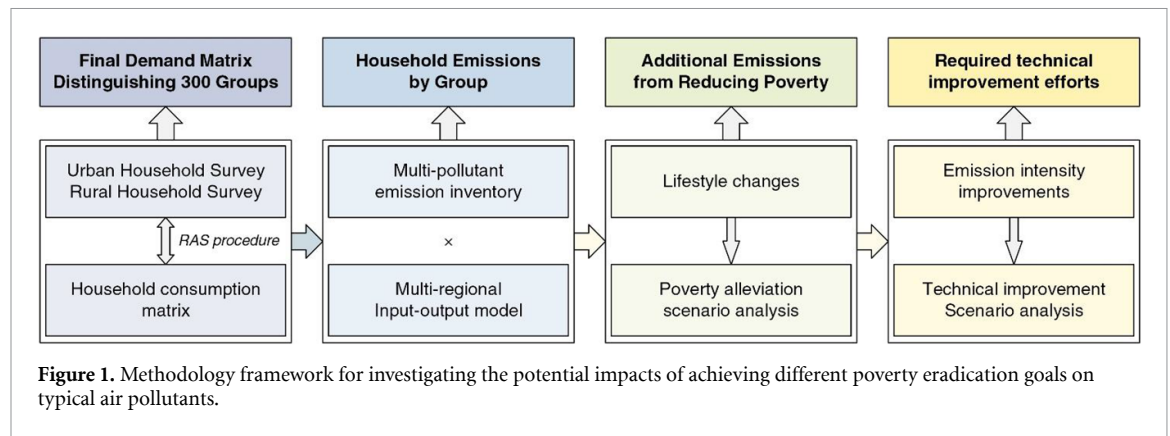 Final Demand Matrix
Distinguishing 300 Groups
Urban Household Survey
Rural Household Survey
RAS procedure
Household consumption
matrix
Household Emissions
by Group
Multi-pollutant
emission inventory
×
Multi-regional
Input-output model
Additional Emissions
from Reducing Poverty
Lifestyle changes
Poverty alleviation
scenario analysis
Required technical
improvement efforts
Emission intensity
improvements
Technical improvement
Scenario analysis
Figure 1. Methodology framework for investigating the potential impacts of achieving different poverty eradication goals on
typical air pollutants.